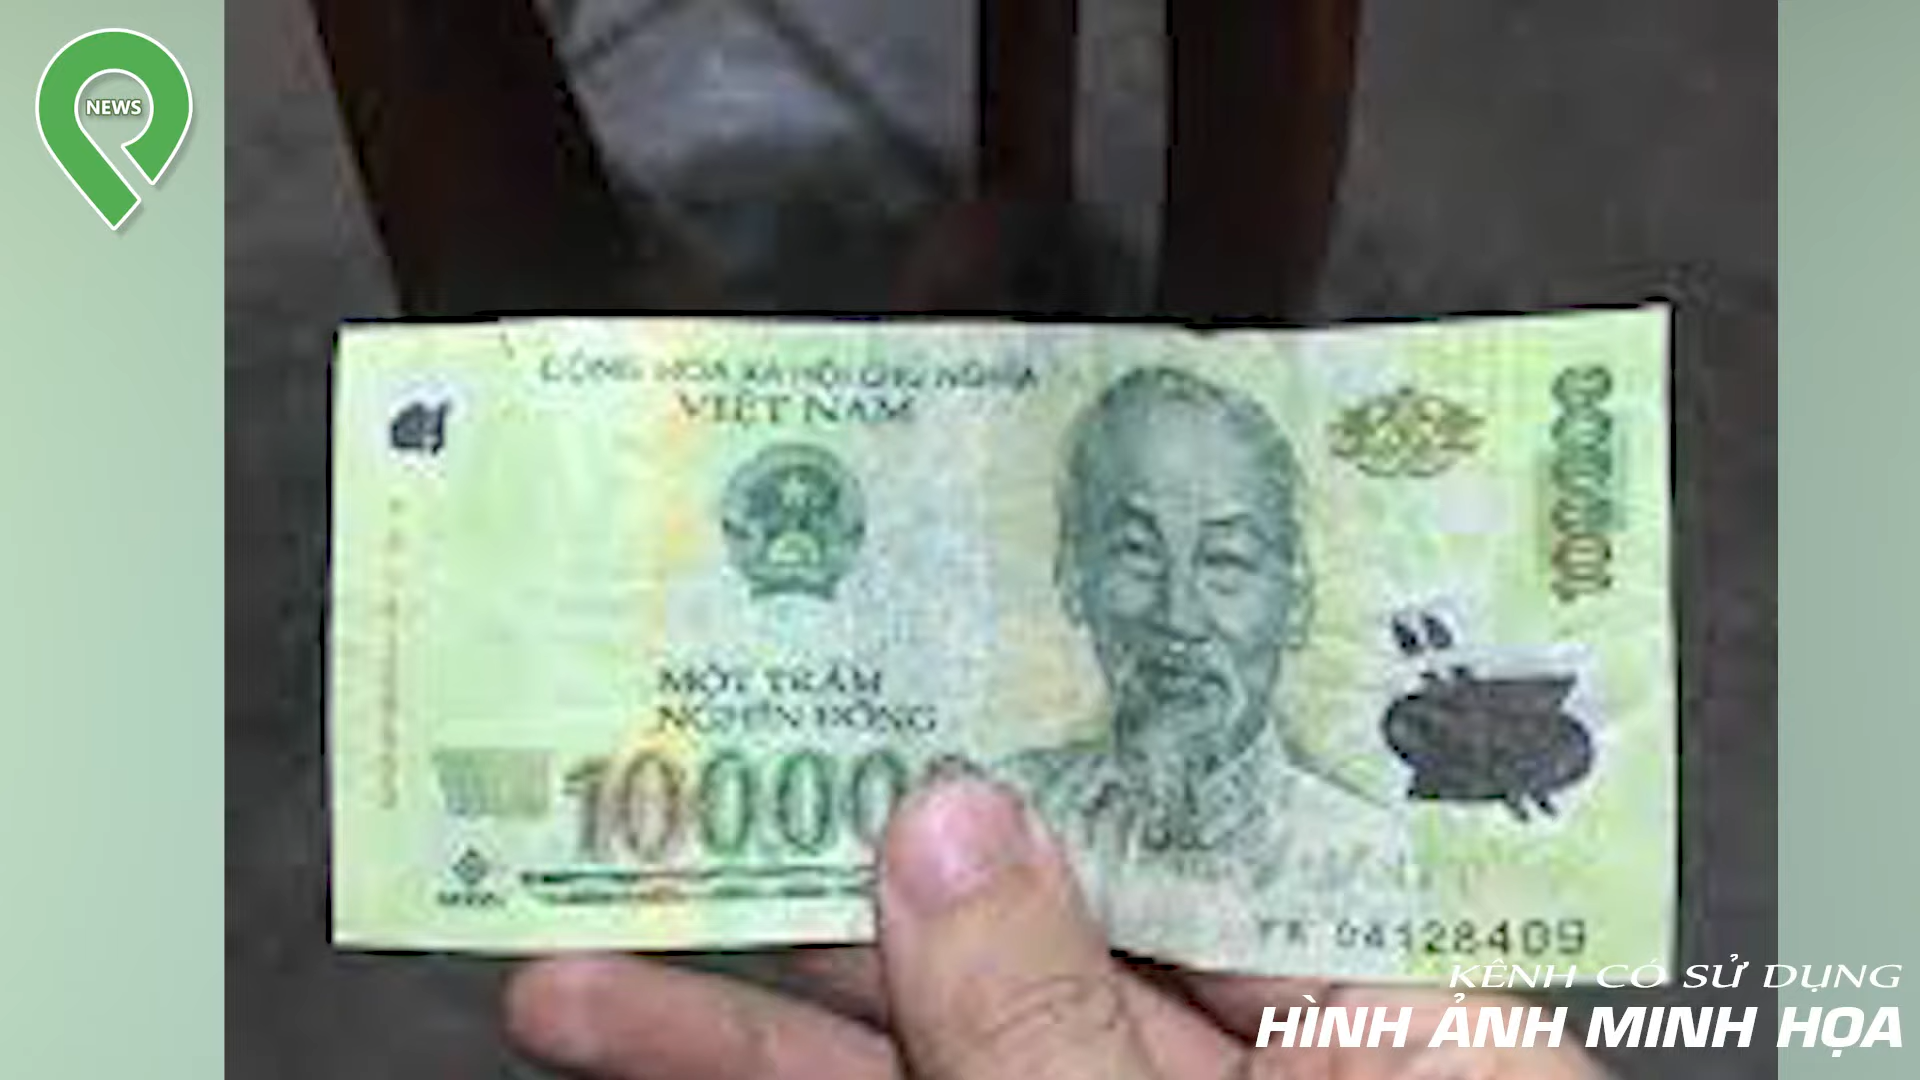 NEWS
CỘNG HÒA XÃ HỘI CHỦ NGHĨA
VIỆT NAM
MỘT TRĂM
NGHÌN ĐỒNG
10000
04128409
KÊNH CÓ SỬ DỤNG
HÌNH ẢNH MINH HỌA